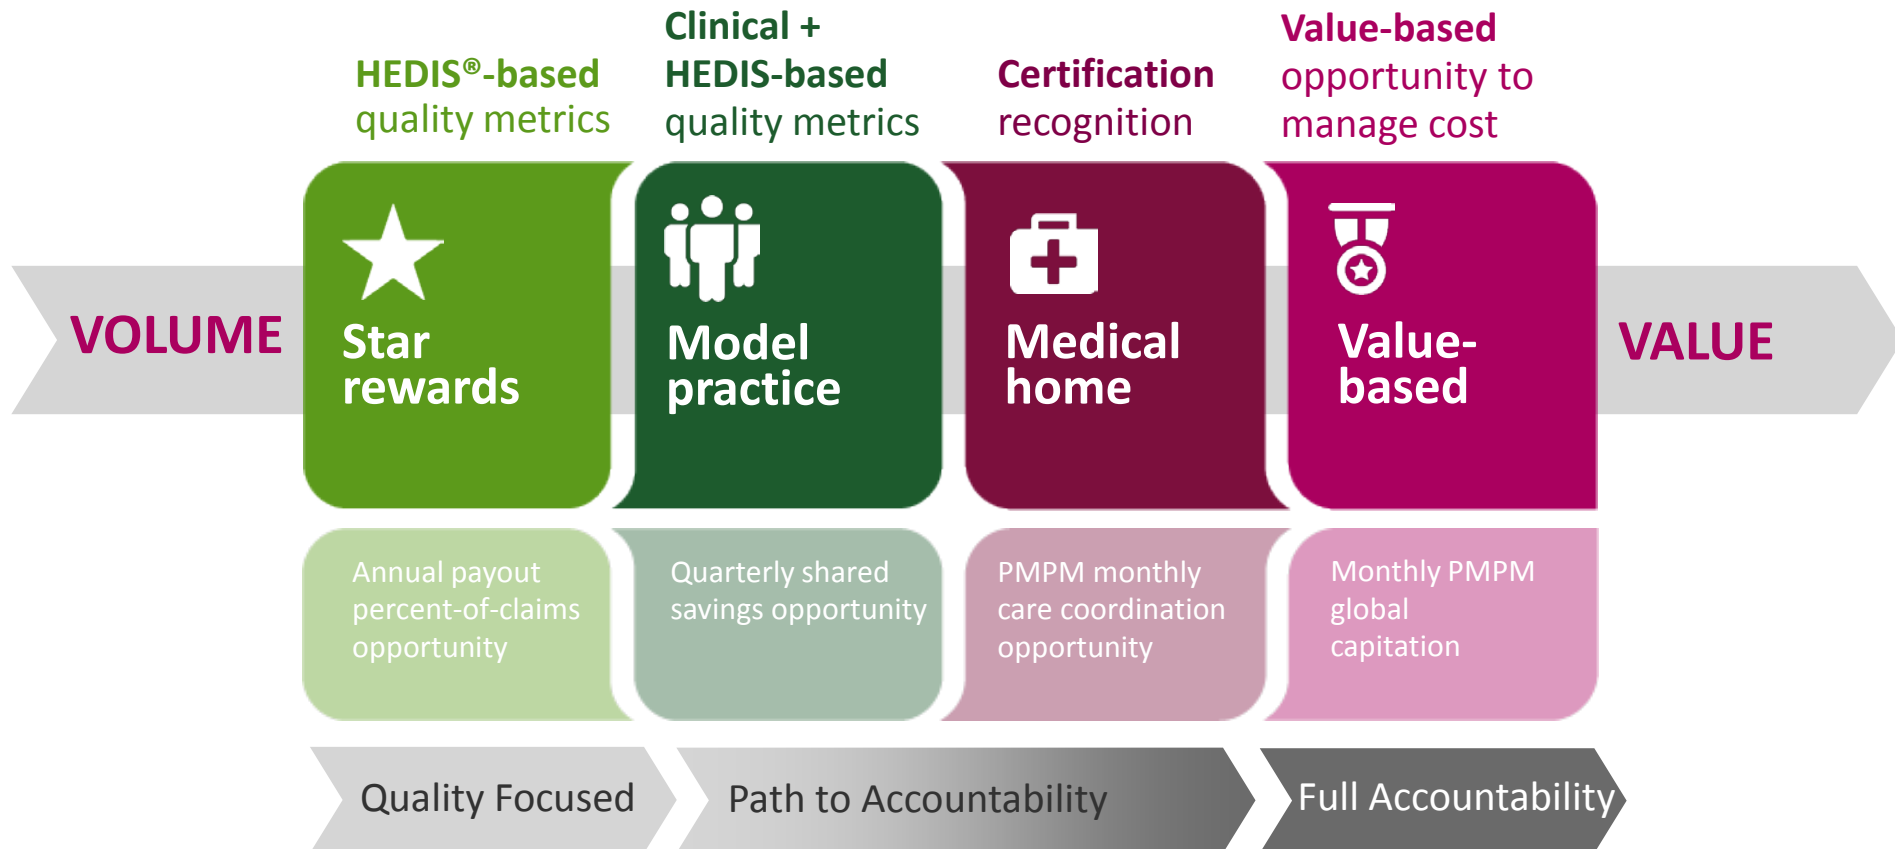 HEDIS®-based
quality metrics
Clinical +
HEDIS-based
quality metrics
Certification
recognition
Value-based
opportunity to
manage cost
VOLUME
Star
rewards
Model
practice
Medical
home
Value-
based
VALUE
Annual payout
percent-of-claims
opportunity
Quarterly shared
savings opportunity
PMPM monthly
care coordination
opportunity
Monthly PMPM
global
capitation
Quality Focused
Path to Accountability
Full Accountability